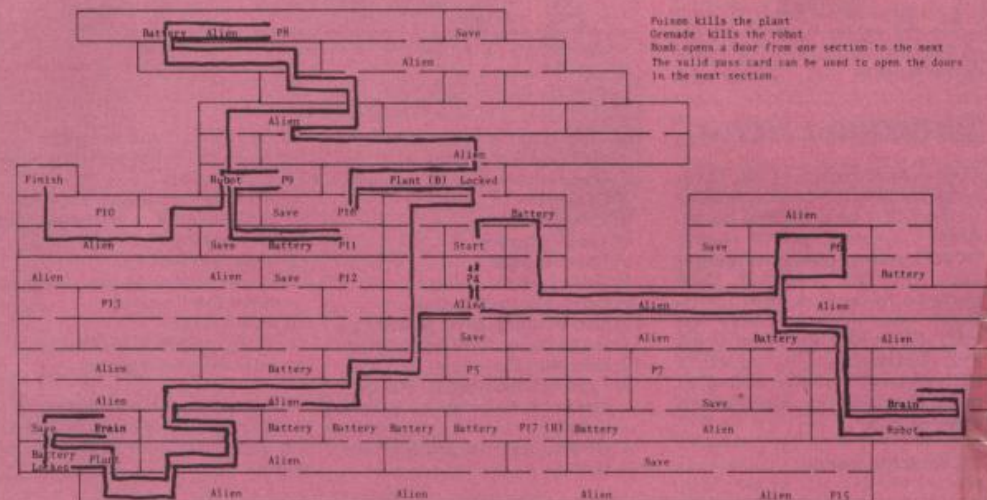 Poison kills the plant
Grenade kills the robot
Bomb opens a door from one section to the next
The valid pass card can be used to open the doors
in the next section.
Battery Alien P8 Save
Alien
Alien
Alien
Finish Robot P9 Plant (B) Locked
P10 Save P16 Battery Alien
Alien Save Battery P11 Start Save P6
Alien Alien Save P12 P4 Battery
P13 Alien Alien Alien
Save Alien Battery Alien
Alien Battery P5 P7
Alien Alien Save Brain
Save Brain Battery Battery Battery Battery P17 (H) Battery Alien Robot
Battery Plant Alien Save
Locked
Alien Alien Alien Alien P15